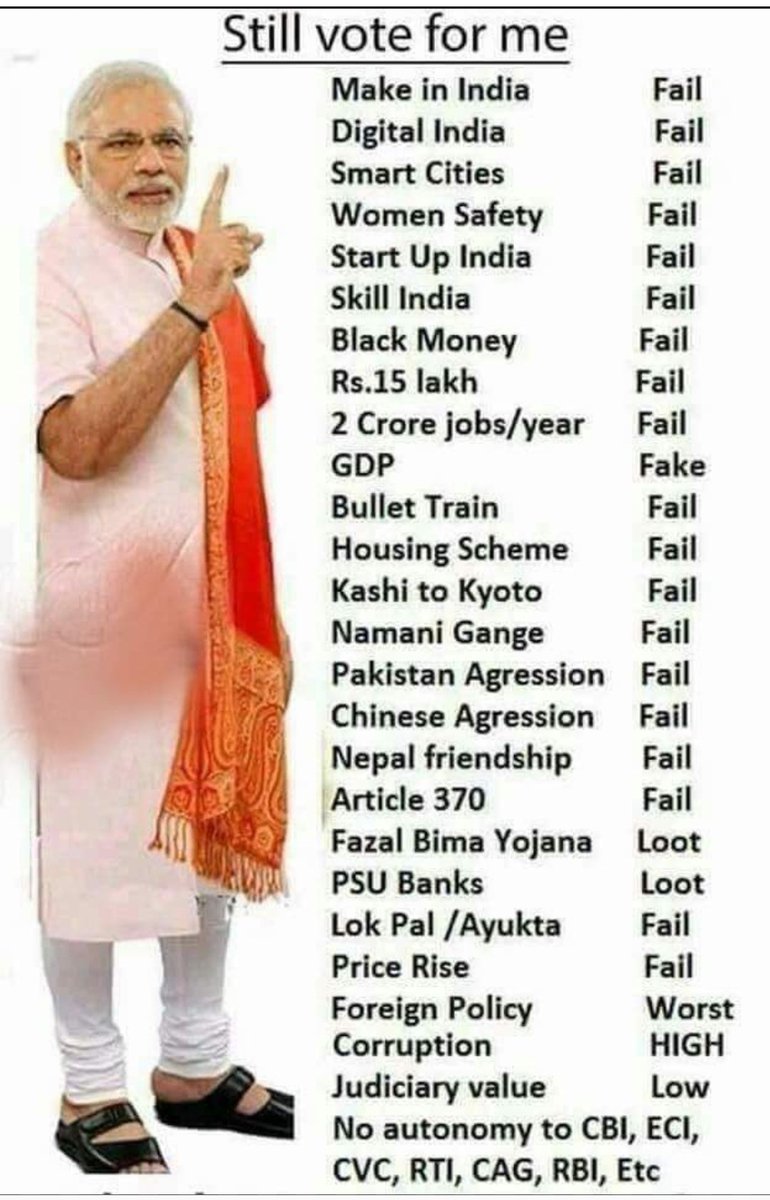 Still vote for me
Make in India Fail
Digital India Fail
Smart Cities Fail
Women Safety Fail
Start Up India Fail
Skill India Fail
Black Money Fail
Rs.15 lakh Fail
2 Crore jobs/year Fail
GDP Fake
Bullet Train Fail
Housing Scheme Fail
Kashi to Kyoto Fail
Namani Gange Fail
Pakistan Agression Fail
Chinese Agression Fail
Nepal friendship Fail
Article 370 Fail
Fazal Bima Yojana Loot
PSU Banks Loot
Lok Pal /Ayukta Fail
Price Rise Fail
Foreign Policy Worst
Corruption HIGH
Judiciary value Low
No autonomy to CBI, ECI,
CVC, RTI, CAG, RBI, Etc